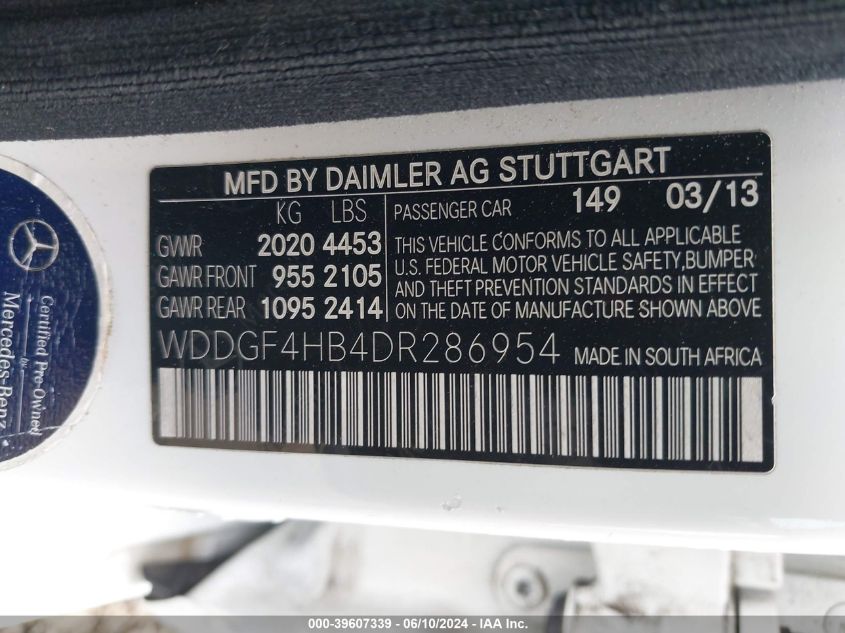 MFD BY DAIMLER AG STUTTGART
KG LBS
PASSENGER CAR 149 03/13
GVWR 2020 4453
GAWR FRONT 955 2105
GAWR REAR 1095 2414
THIS VEHICLE CONFORMS TO ALL APPLICABLE
U.S. FEDERAL MOTOR VEHICLE SAFETY,BUMPER
AND THEFT PREVENTION STANDARDS IN EFFECT
ON THE DATE OF MANUFACTURE SHOWN ABOVE
WDDGF4HB4DR286954 MADE IN SOUTH AFRICA
Certified Pre-Owned
by
Mercedes-Benz
000-39607339 - 06/10/2024 - IAA Inc.